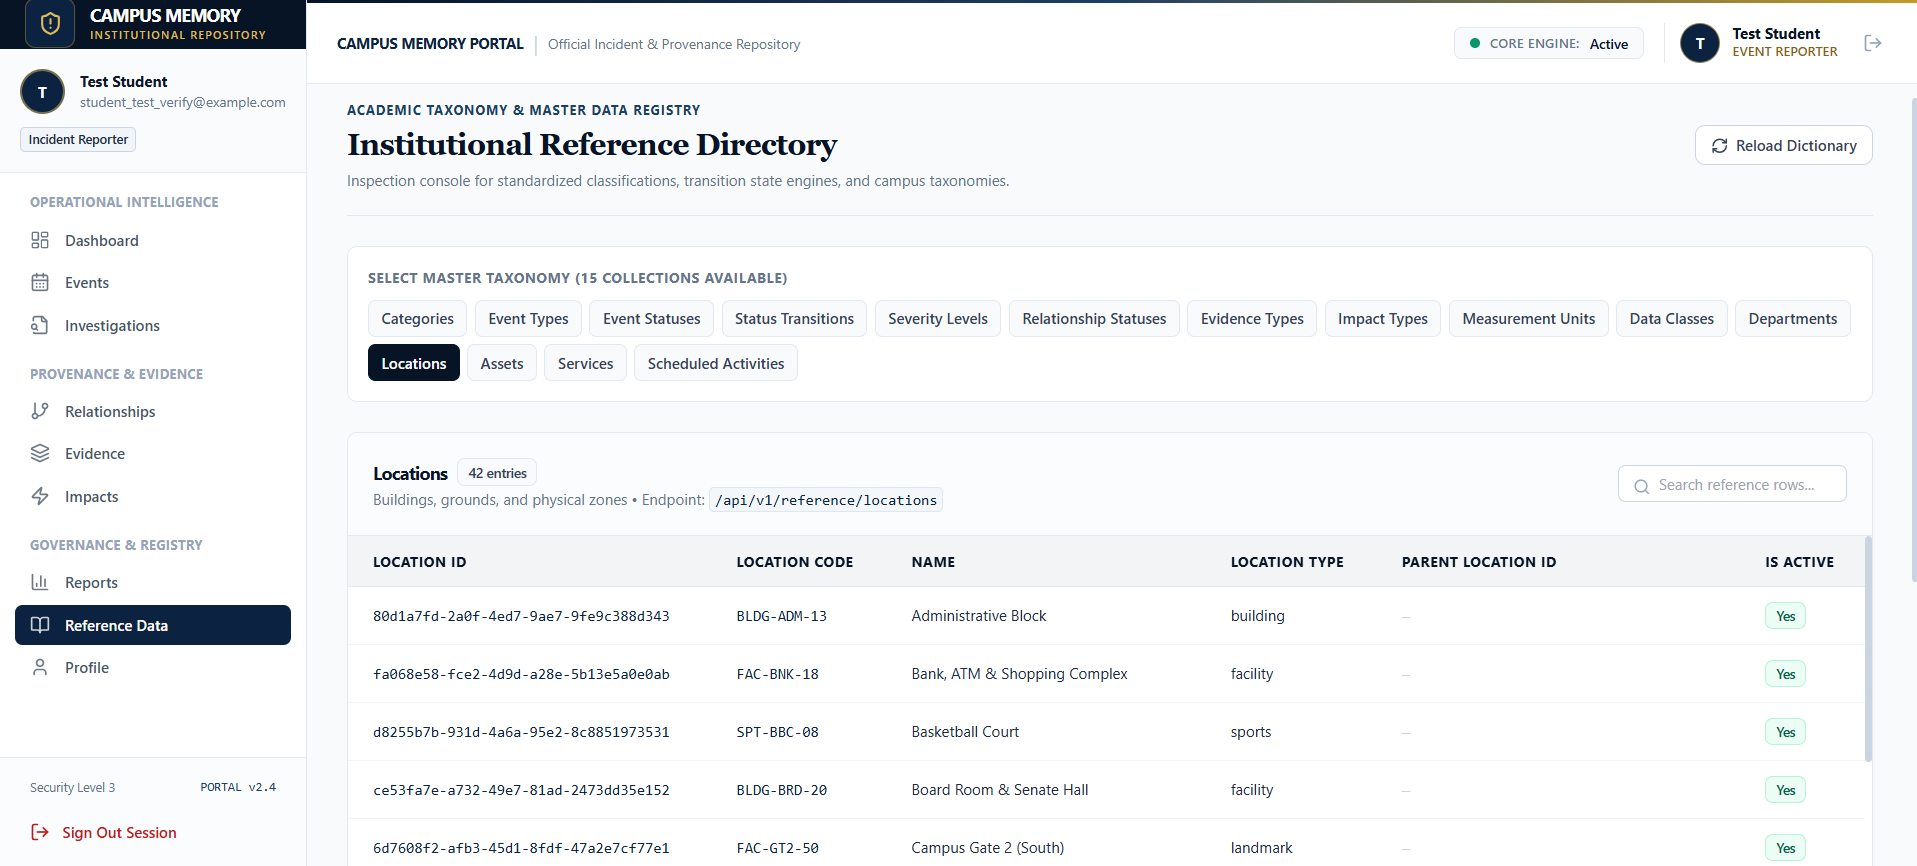 CAMPUS MEMORY
INSTITUTIONAL REPOSITORY
Test Student
student_test_verify@example.com
Incident Reporter
OPERATIONAL INTELLIGENCE
Dashboard
Events
Investigations
PROVENANCE & EVIDENCE
Relationships
Evidence
Impacts
GOVERNANCE & REGISTRY
Reports
Reference Data
Profile
Security Level 3 PORTAL v2.4
Sign Out Session
CAMPUS MEMORY PORTAL Official Incident & Provenance Repository
CORE ENGINE: Active
T
Test Student
EVENT REPORTER
T
ACADEMIC TAXONOMY & MASTER DATA REGISTRY
Institutional Reference Directory
Inspection console for standardized classifications, transition state engines, and campus taxonomies.
Reload Dictionary
SELECT MASTER TAXONOMY (15 COLLECTIONS AVAILABLE)
Categories Event Types Event Statuses Status Transitions Severity Levels Relationship Statuses Evidence Types Impact Types Measurement Units Data Classes Departments
Locations Assets Services Scheduled Activities
Locations 42 entries
Buildings, grounds, and physical zones • Endpoint: /api/v1/reference/locations
Search reference rows...
LOCATION ID LOCATION CODE NAME LOCATION TYPE PARENT LOCATION ID IS ACTIVE
80d1a7fd-2a0f-4ed7-9ae7-9fe9c388d343 BLDG-ADM-13 Administrative Block building — Yes
fa068e58-fce2-4d9d-a28e-5b13e5a0e0ab FAC-BNK-18 Bank, ATM & Shopping Complex facility — Yes
d8255b7b-931d-4a6a-95e2-8c8851973531 SPT-BBC-08 Basketball Court sports — Yes
ce53fa7e-a732-49e7-81ad-2473dd35e152 BLDG-BRD-20 Board Room & Senate Hall facility — Yes
6d7608f2-afb3-45d1-8fdf-47a2e7cf77e1 FAC-GT2-50 Campus Gate 2 (South) landmark — Yes